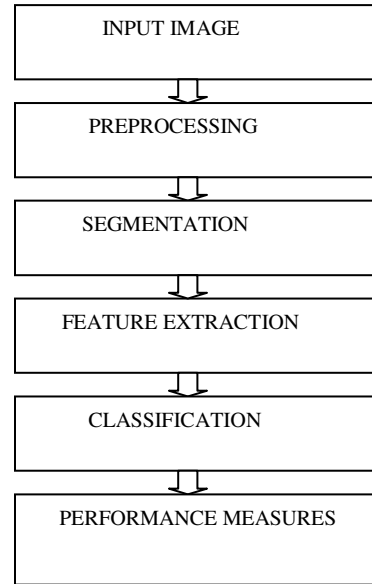 INPUT IMAGE
PREPROCESSING
SEGMENTATION
FEATURE EXTRACTION
CLASSIFICATION
PERFORMANCE MEASURES